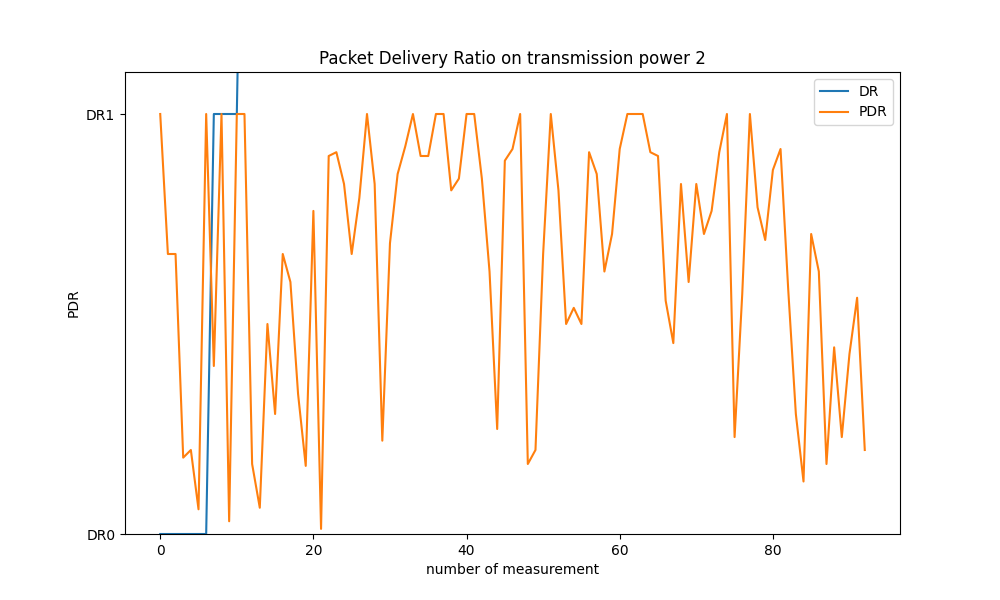 Packet Delivery Ratio on transmission power 2
DR
PDR
DR1
PDR
DR0
0 20 40 60 80
number of measurement